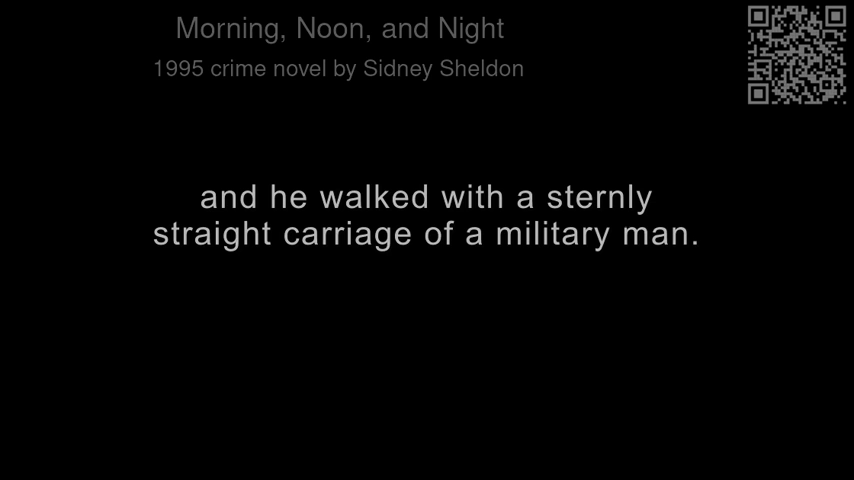 Morning, Noon, and Night
1995 crime novel by Sidney Sheldon
and he walked with a sternly
straight carriage of a military man.